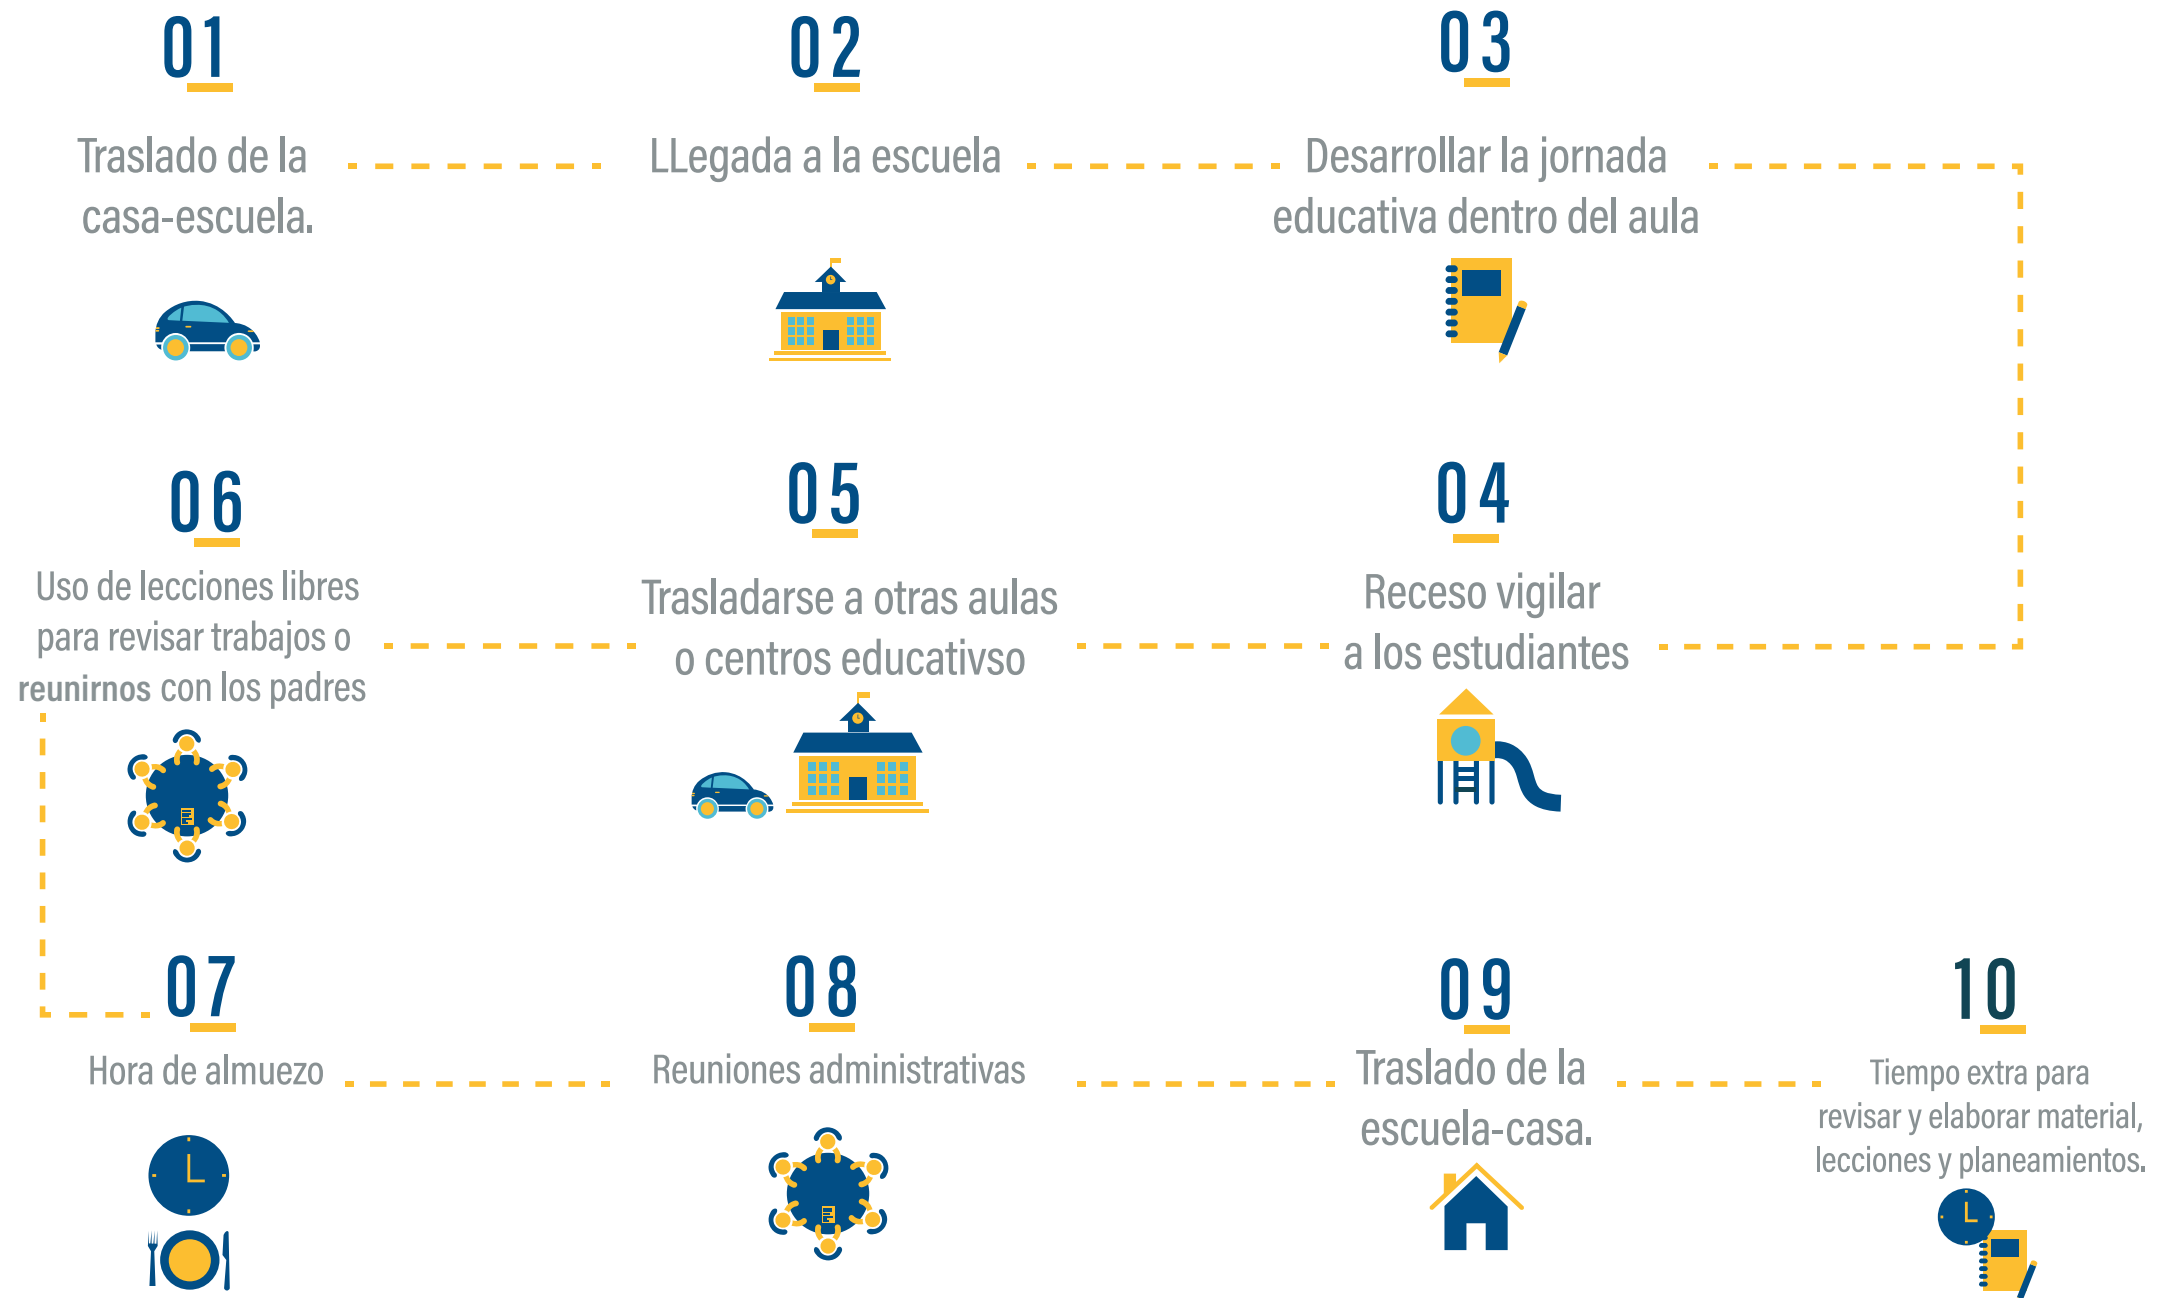 01
Traslado de la
casa-escuela.
02
LLegada a la escuela
03
Desarrollar la jornada
educativa dentro del aula
04
Receso vigilar
a los estudiantes
05
Trasladarse a otras aulas
o centros educativso
06
Uso de lecciones libres
para revisar trabajos o
reunirnos con los padres
07
Hora de almuezo
08
Reuniones administrativas
09
Traslado de la
escuela-casa.
10
Tiempo extra para
revisar y elaborar material,
lecciones y planeamientos.